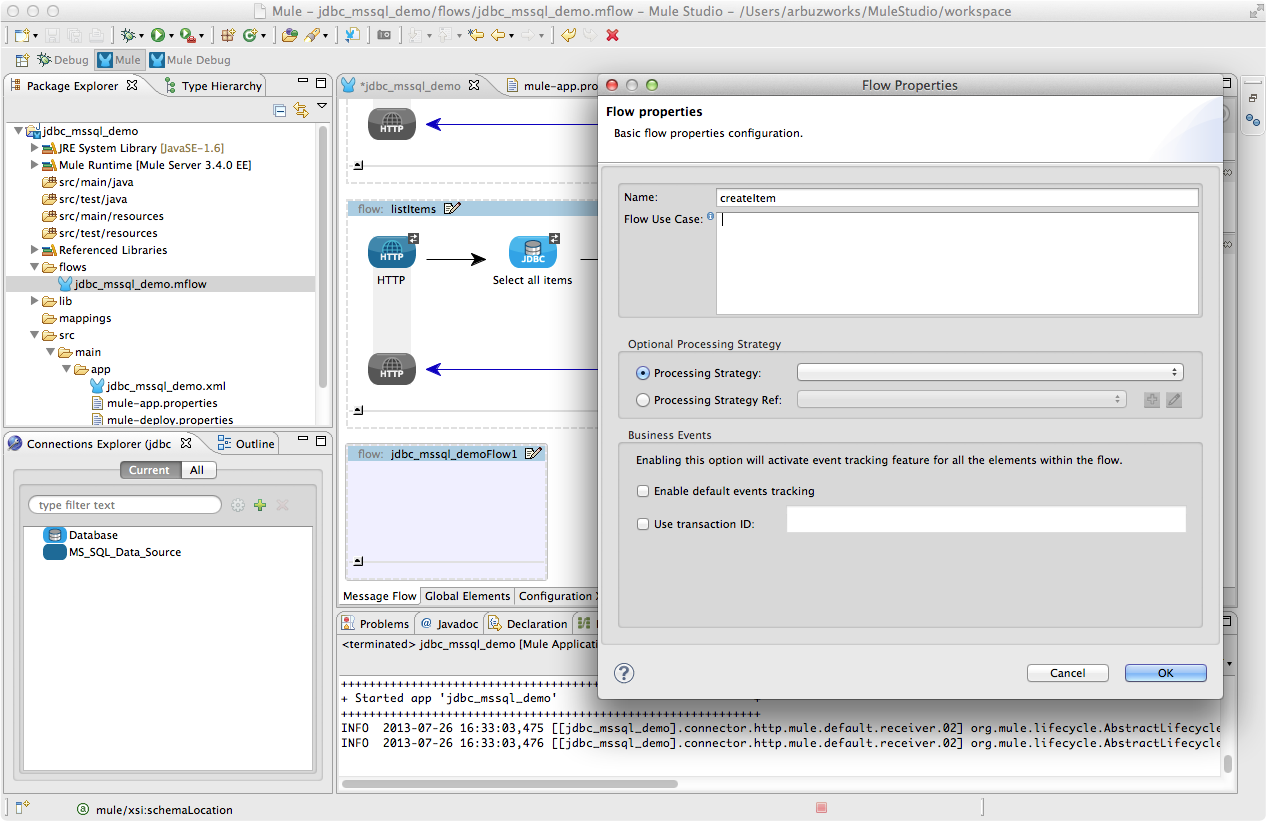 Mule – jdbc_mssql_demo/flows/jdbc_mssql_demo.mflow – Mule Studio – /Users/arbuzworks/MuleStudio/workspace
Debug Mule Mule Debug
Package Explorer Type Hierarchy
jdbc_mssql_demo
JRE System Library [JavaSE-1.6]
Mule Runtime [Mule Server 3.4.0 EE]
src/main/java
src/test/java
src/main/resources
src/test/resources
Referenced Libraries
flows
jdbc_mssql_demo.mflow
lib
mappings
src
main
app
jdbc_mssql_demo.xml
mule-app.properties
mule-deploy.properties
Connections Explorer (jdbc Outline
Current All
type filter text
Database
MS_SQL_Data_Source
*jdbc_mssql_demo mule-app.pro
HTTP
flow: listItems
HTTP JDBC
HTTP Select all items
HTTP
flow: jdbc_mssql_demoFlow1
Message Flow Global Elements Configuration X
Problems @ Javadoc Declaration
<terminated> jdbc_mssql_demo [Mule Applicati
++++++++++++++++++++++++++++++++++++++++++++++++++++++++++++
+ Started app 'jdbc_mssql_demo' +
++++++++++++++++++++++++++++++++++++++++++++++++++++++++++++
INFO 2013-07-26 16:33:03,475 [[jdbc_mssql_demo].connector.http.mule.default.receiver.02] org.mule.lifecycle.AbstractLifecycle
INFO 2013-07-26 16:33:03,476 [[jdbc_mssql_demo].connector.http.mule.default.receiver.02] org.mule.lifecycle.AbstractLifecycle
Flow Properties
Flow properties
Basic flow properties configuration.
Name: createItem
Flow Use Case:
Optional Processing Strategy
Processing Strategy:
Processing Strategy Ref:
Business Events
Enabling this option will activate event tracking feature for all the elements within the flow.
Enable default events tracking
Use transaction ID:
? Cancel OK
mule/xsi:schemaLocation